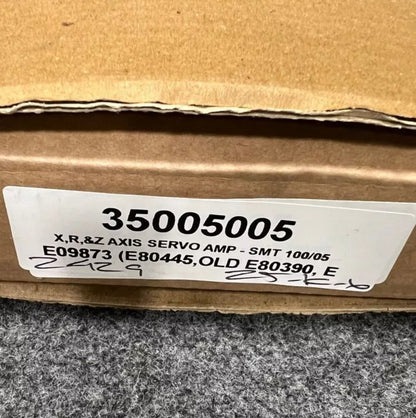 35005005
X,R,&Z AXIS SERVO AMP - SMT 100/05
E09873 (E80445,OLD E80390, E